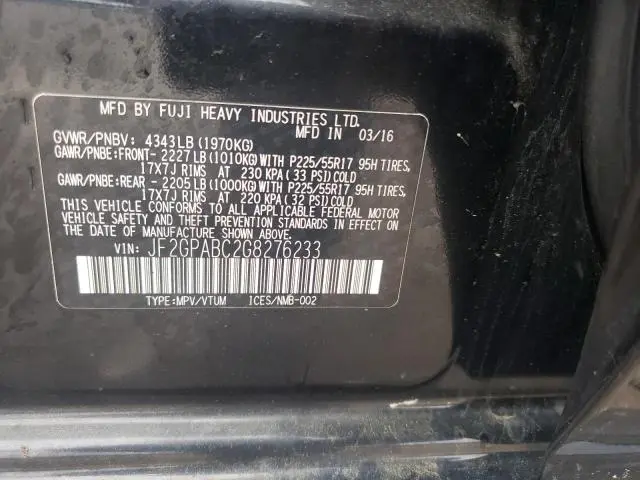 MFD BY FUJI HEAVY INDUSTRIES LTD.
MFD IN 03/16
GVWR/PNBV: 4343LB (1970KG)
GAWR/PNBE:FRONT- 2227LB(1010KG)WITH P225/55R17 95H TIRES,
17X7J RIMS AT 230 KPA(33 PSI)COLD
GAWR/PNBE:REAR - 2205LB(1000KG)WITH P225/55R17 95H TIRES,
17X7J RIMS AT 220 KPA(32 PSI)COLD
THIS VEHICLE CONFORMS TO ALL APPLICABLE FEDERAL MOTOR
VEHICLE SAFETY AND THEFT PREVENTION STANDARDS IN EFFECT ON
THE DATE OF MANUFACTURE SHOWN ABOVE.
VIN: JF2GPABC2G8276233
TYPE:MPV/VTUM ICES/NMB-002